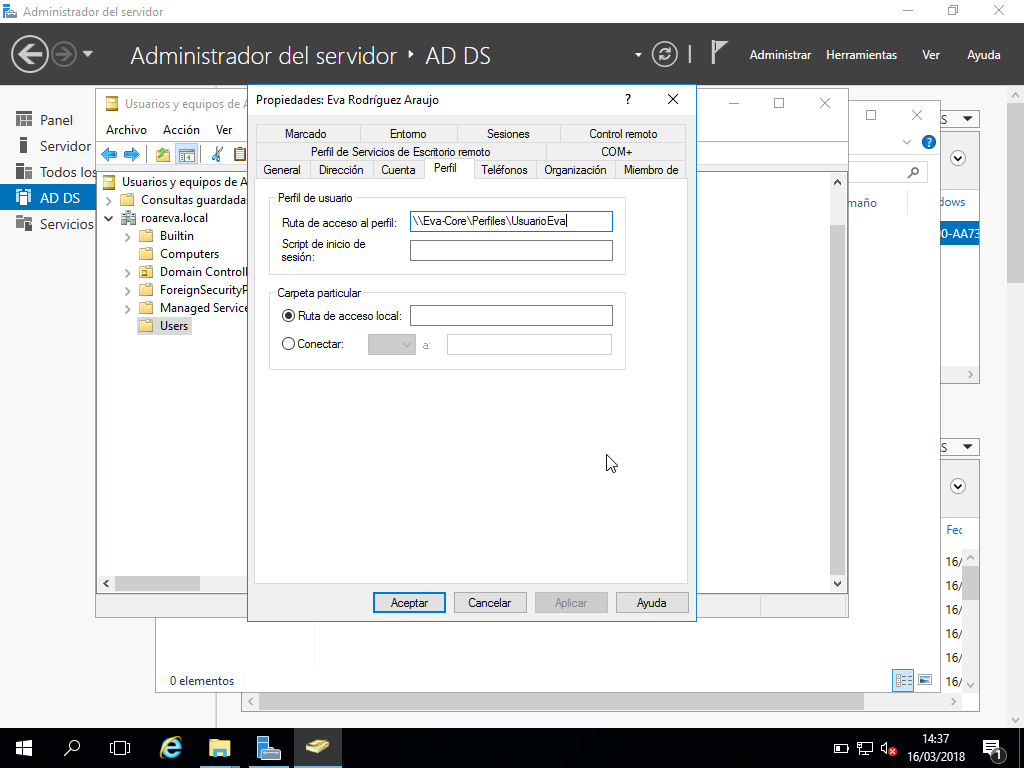 Administrador del servidor
Administrador del servidor ‣ AD DS
Administrar Herramientas Ver Ayuda
Panel
Servidor
Todos los
AD DS
Servicios
Usuarios y equipos de A
Archivo Acción Ver
Usuarios y equipos de A
Consultas guardadas
roareva.local
Builtin
Computers
Domain Controll
ForeignSecurityP
Managed Service
Users
Propiedades: Eva Rodríguez Araujo
?
Marcado Entorno Sesiones Control remoto
Perfil de Servicios de Escritorio remoto COM+
General Dirección Cuenta Perfil Teléfonos Organización Miembro de
Perfil de usuario
Ruta de acceso al perfil: \\Eva-Core\Perfiles\UsuarioEva
Script de inicio de
sesión:
Carpeta particular
Ruta de acceso local:
Conectar: a:
Aceptar Cancelar Aplicar Ayuda
S
?
maño
dows
0-AA73
S
Fec
16/
16/
16/
16/
16/
16/
0 elementos
14:37
16/03/2018
1